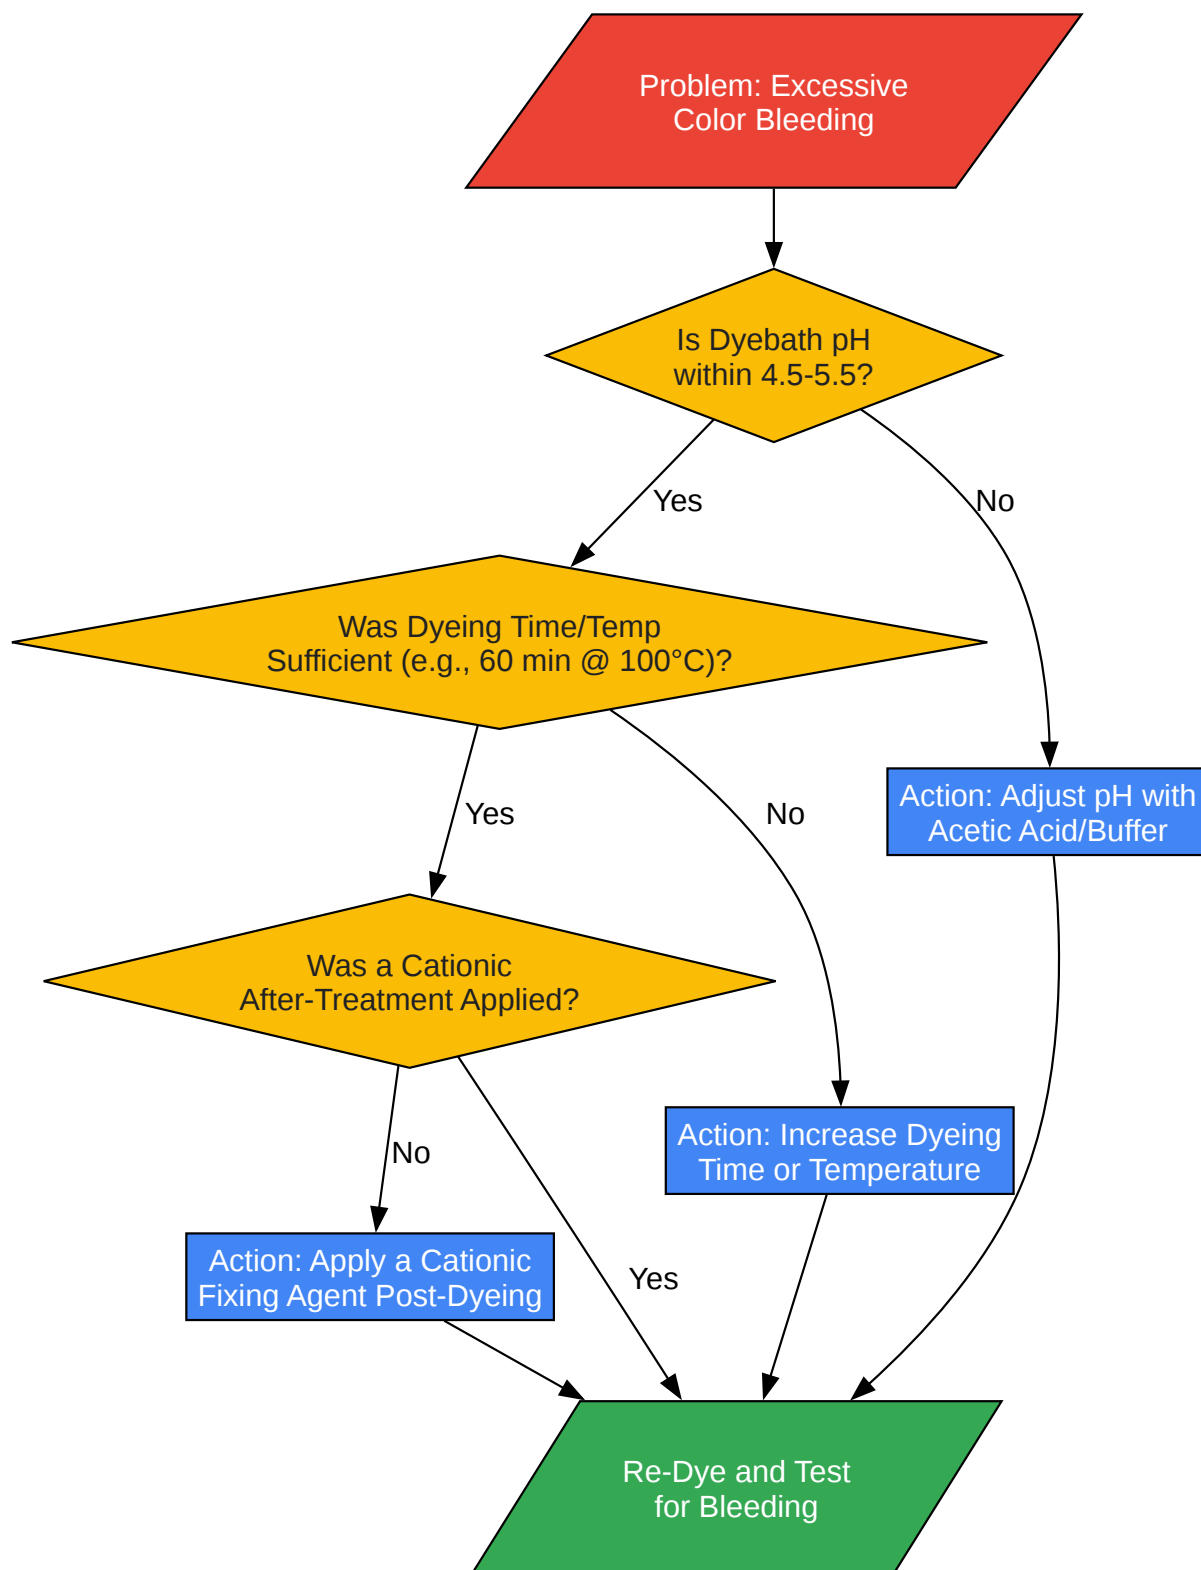 Problem: Excessive
Color Bleeding
Is Dyebath pH
within 4.5-5.5?
Yes
No
Was Dyeing Time/Temp
Sufficient (e.g., 60 min @ 100°C)?
Yes
No
Action: Adjust pH with
Acetic Acid/Buffer
Was a Cationic
After-Treatment Applied?
No
Yes
Action: Increase Dyeing
Time or Temperature
Action: Apply a Cationic
Fixing Agent Post-Dyeing
Re-Dye and Test
for Bleeding